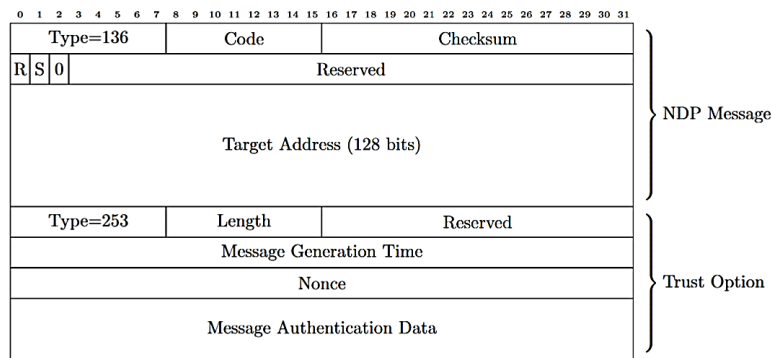 0 1 2 3 4 5 6 7 8 9 10 11 12 13 14 15 16 17 18 19 20 21 22 23 24 25 26 27 28 29 30 31
Type=136 Code Checksum
R S 0 Reserved
NDP Message
Target Address (128 bits)
Type=253 Length Reserved
Message Generation Time
Nonce
Trust Option
Message Authentication Data